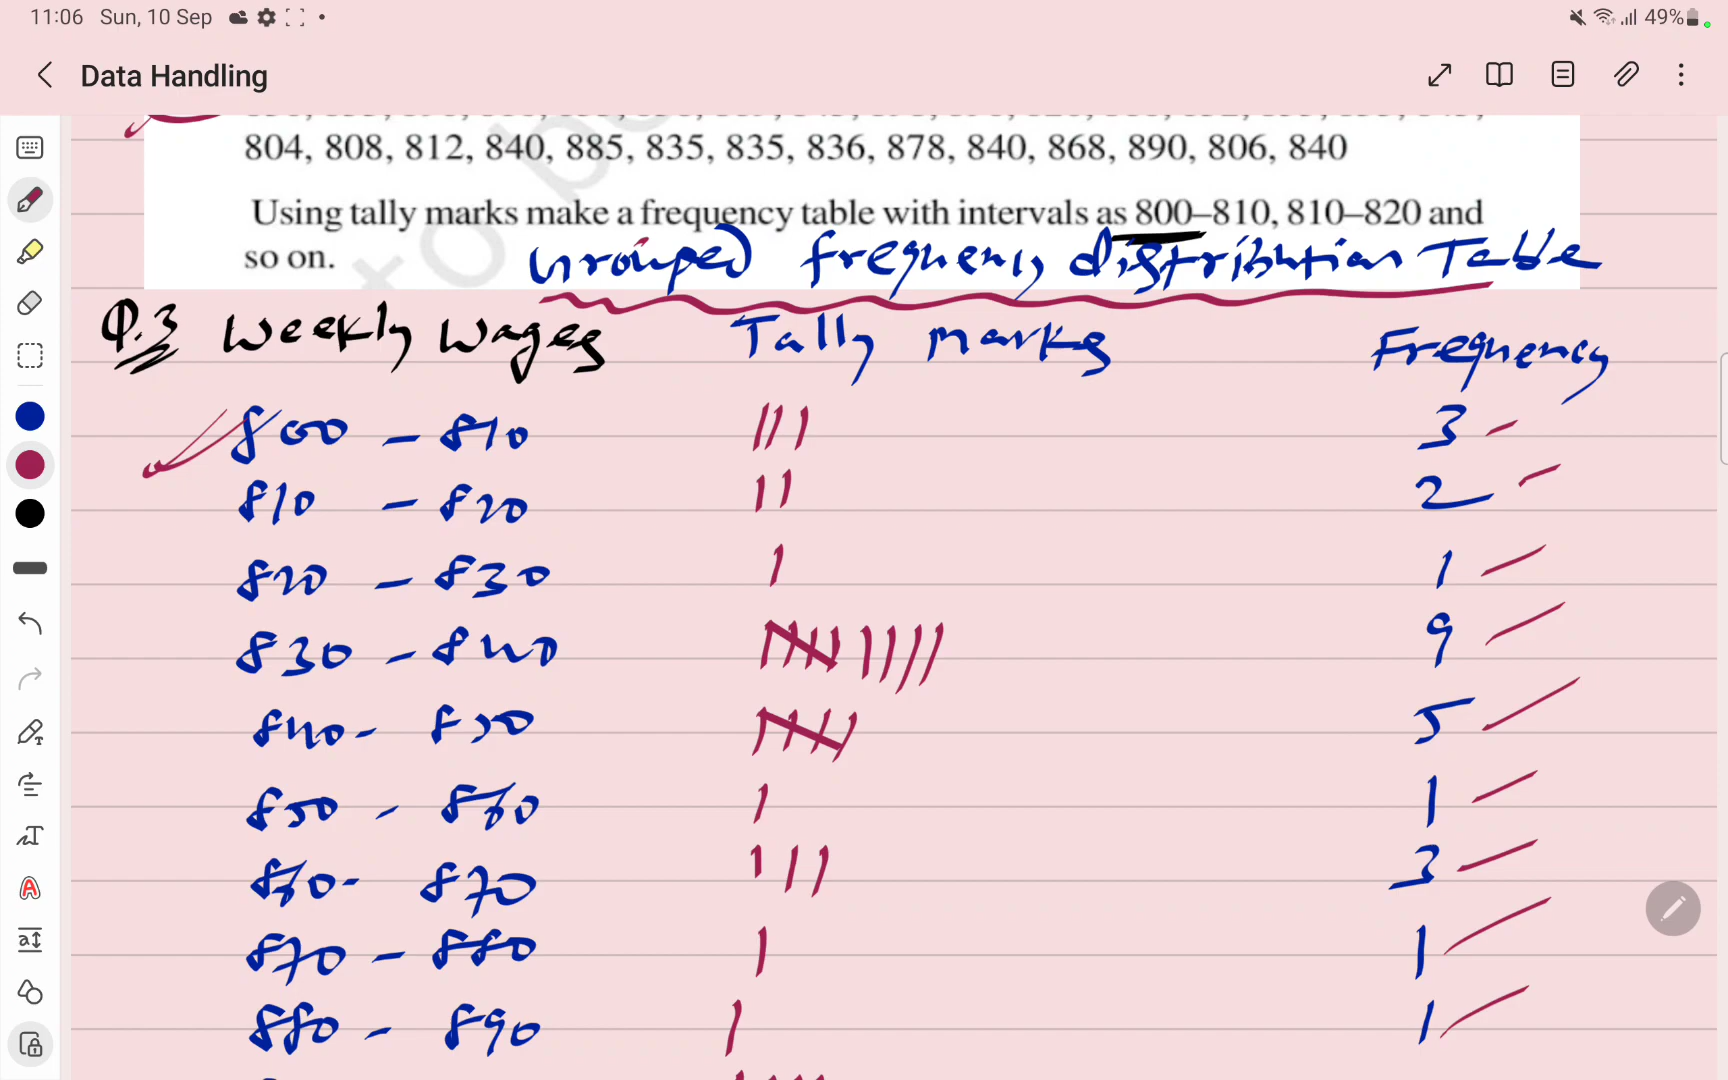 11:06 Sun, 10 Sep 49%
Data Handling
804, 808, 812, 840, 885, 835, 835, 836, 878, 840, 868, 890, 806, 840
Using tally marks make a frequency table with intervals as 800–810, 810–820 and
so on.
Grouped frequency distribution Table
Q.3 Weekly Wages Tally Marks Frequency
800 - 810 ||| 3
810 - 820 || 2
820 - 830 | 1
830 - 840 |||| |||| 9
840 - 850 |||| 5
850 - 860 | 1
860 - 870 ||| 3
870 - 880 | 1
880 - 890 | 1